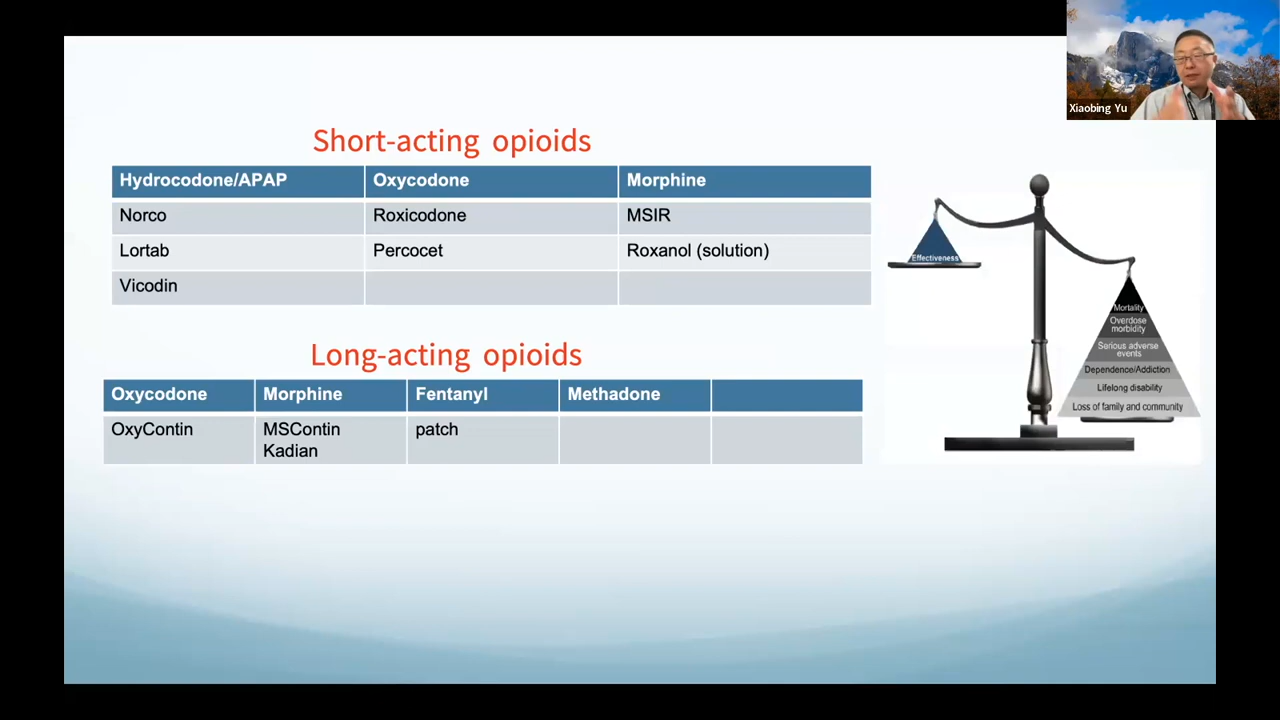 Xiaobing Yu
Short-acting opioids
Hydrocodone/APAP Oxycodone Morphine
Norco Roxicodone MSIR
Lortab Percocet Roxanol (solution)
Vicodin
Long-acting opioids
Oxycodone Morphine Fentanyl Methadone
OxyContin MSContin patch
Kadian
Effectiveness
Mortality
Overdose
morbidity
Serious adverse
events
Dependence/Addiction
Lifelong disability
Loss of family and community